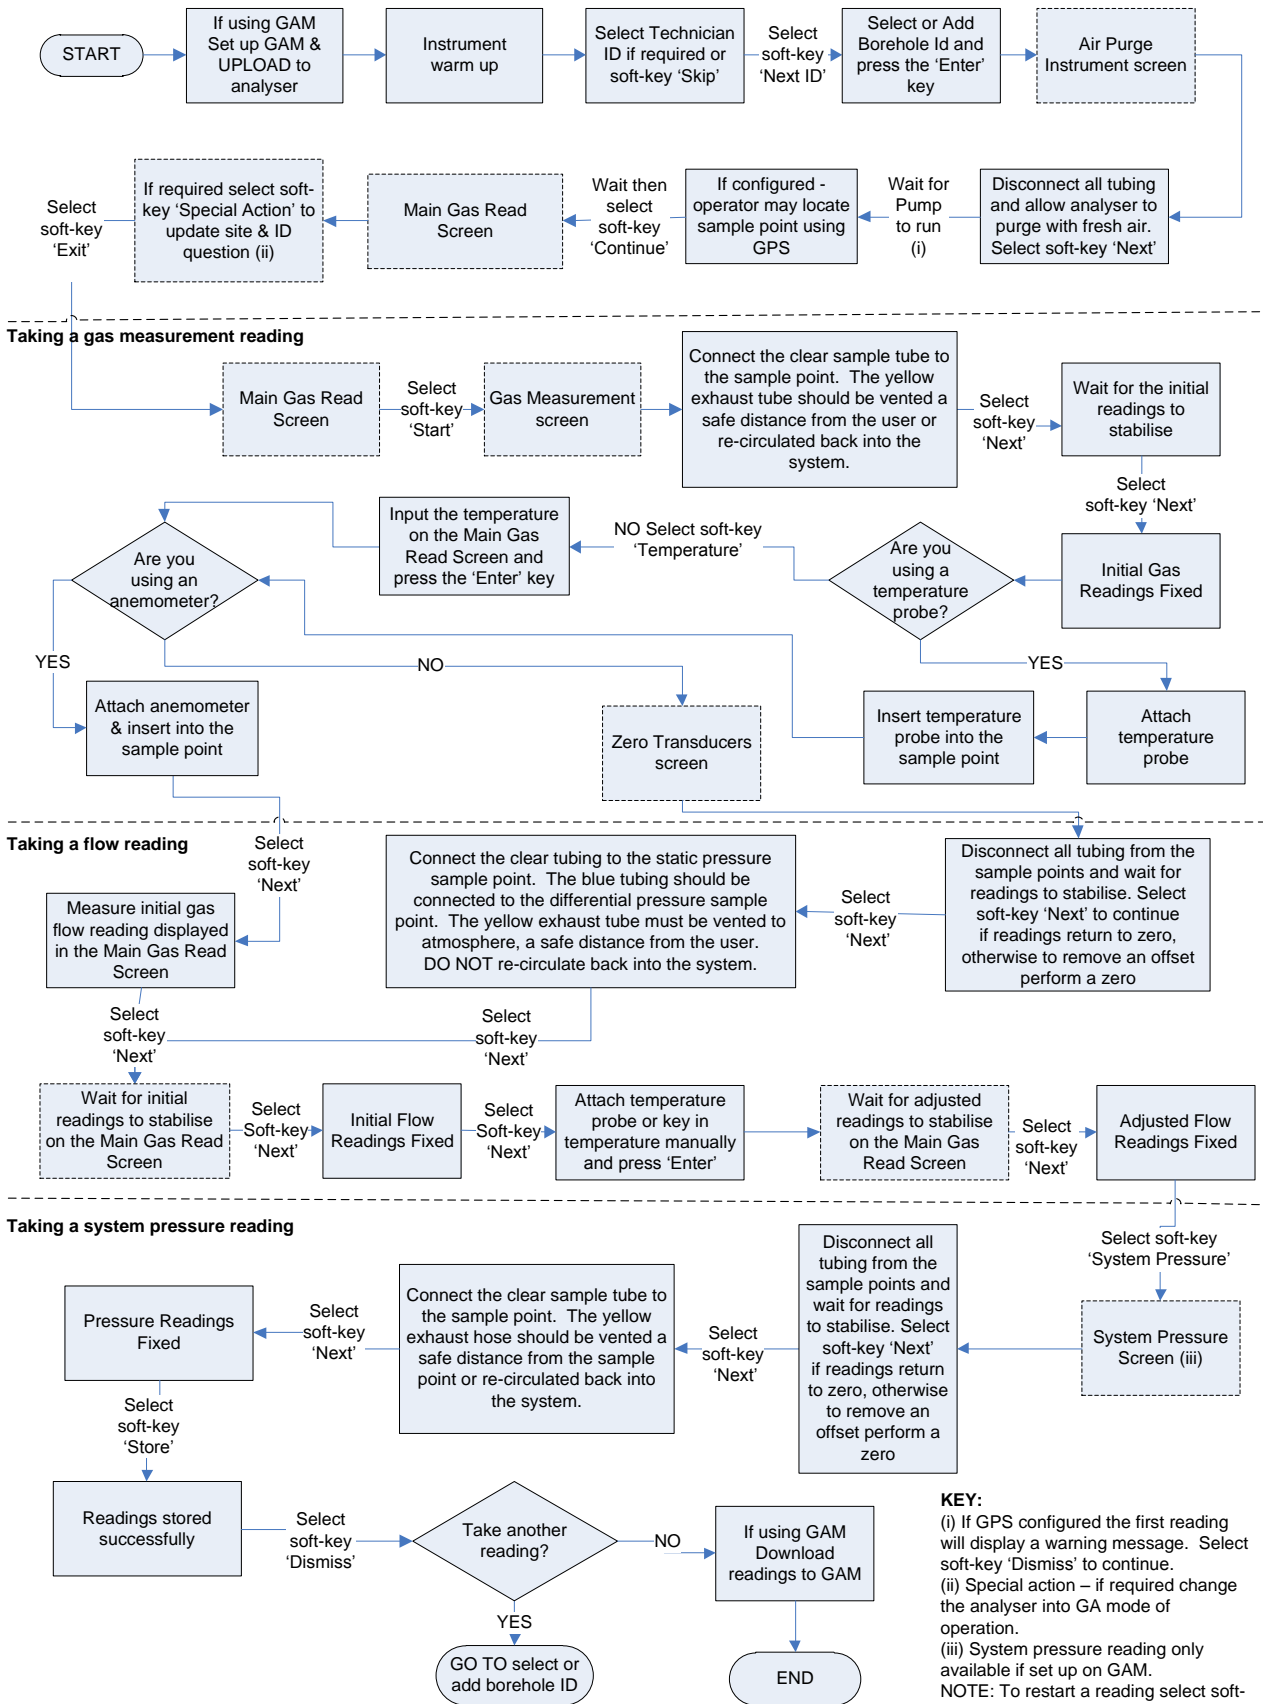 START
If using GAM
Set up GAM &
UPLOAD to
analyser
Instrument
warm up
Select Technician
ID if required or
soft-key ‘Skip’
Select
soft-key
‘Next ID’
Select or Add
Borehole Id and
press the ‘Enter’
key
Air Purge
Instrument screen
Disconnect all tubing
and allow analyser to
purge with fresh air.
Select soft-key ‘Next’
Wait for
Pump
to run
(i)
If configured -
operator may locate
sample point using
GPS
Wait then
select
soft-key
‘Continue’
Main Gas Read
Screen
If required select soft-
key ‘Special Action’ to
update site & ID
question (ii)
Select
soft-key
‘Exit’
Taking a gas measurement reading
Main Gas Read
Screen
Select
soft-key
‘Start’
Gas Measurement
screen
Connect the clear sample tube to
the sample point.  The yellow
exhaust tube should be vented a
safe distance from the user or
re-circulated back into the
system.
Select
soft-key
‘Next’
Wait for the initial
readings to
stabilise
Select
soft-key ‘Next’
Initial Gas
Readings Fixed
Are you
using a
temperature
probe?
NO Select soft-key
‘Temperature’
Input the temperature
on the Main Gas
Read Screen and
press the ‘Enter’ key
Are you
using an
anemometer?
YES
Attach
temperature
probe
Insert temperature
probe into the
sample point
YES
NO
Attach anemometer
& insert into the
sample point
Zero Transducers
screen
Taking a flow reading
Select
soft-key
‘Next’
Measure initial gas
flow reading displayed
in the Main Gas Read
Screen
Disconnect all tubing from the
sample points and wait for
readings to stabilise. Select
soft-key ‘Next’ to continue
if readings return to zero,
otherwise to remove an offset
perform a zero
Select
soft-key
‘Next’
Connect the clear tubing to the static pressure
sample point.  The blue tubing should be
connected to the differential pressure sample
point.  The yellow exhaust tube must be vented to
atmosphere, a safe distance from the user.
DO NOT re-circulate back into the system.
Select
soft-key
‘Next’
Select
soft-key
‘Next’
Wait for initial
readings to stabilise
on the Main Gas Read
Screen
Select
Soft-key
‘Next’
Initial Flow
Readings Fixed
Select
Soft-key
‘Next’
Attach temperature
probe or key in
temperature manually
and press ‘Enter’
Wait for adjusted
readings to stabilise
on the Main Gas
Read Screen
Select
soft-key
‘Next’
Adjusted Flow
Readings Fixed
Taking a system pressure reading
Select soft-key
‘System Pressure’
System Pressure
Screen (iii)
Disconnect all
tubing from the
sample points and
wait for readings
to stabilise. Select
soft-key ‘Next’
if readings return
to zero, otherwise
to remove an
offset perform a
zero
Select
soft-key
‘Next’
Connect the clear sample tube to
the sample point.  The yellow
exhaust hose should be vented a
safe distance from the sample
point or re-circulated back into
the system.
Select
soft-key
‘Next’
Pressure Readings
Fixed
Select
soft-key
‘Store’
Readings stored
successfully
Select
soft-key
‘Dismiss’
Take another
reading?
NO
If using GAM
Download
readings to GAM
YES
GO TO select or
add borehole ID
END
KEY:
(i) If GPS configured the first reading
will display a warning message.  Select
soft-key ‘Dismiss’ to continue.
(ii) Special action – if required change
the analyser into GA mode of
operation.
(iii) System pressure reading only
available if set up on GAM.
NOTE: To restart a reading select soft-